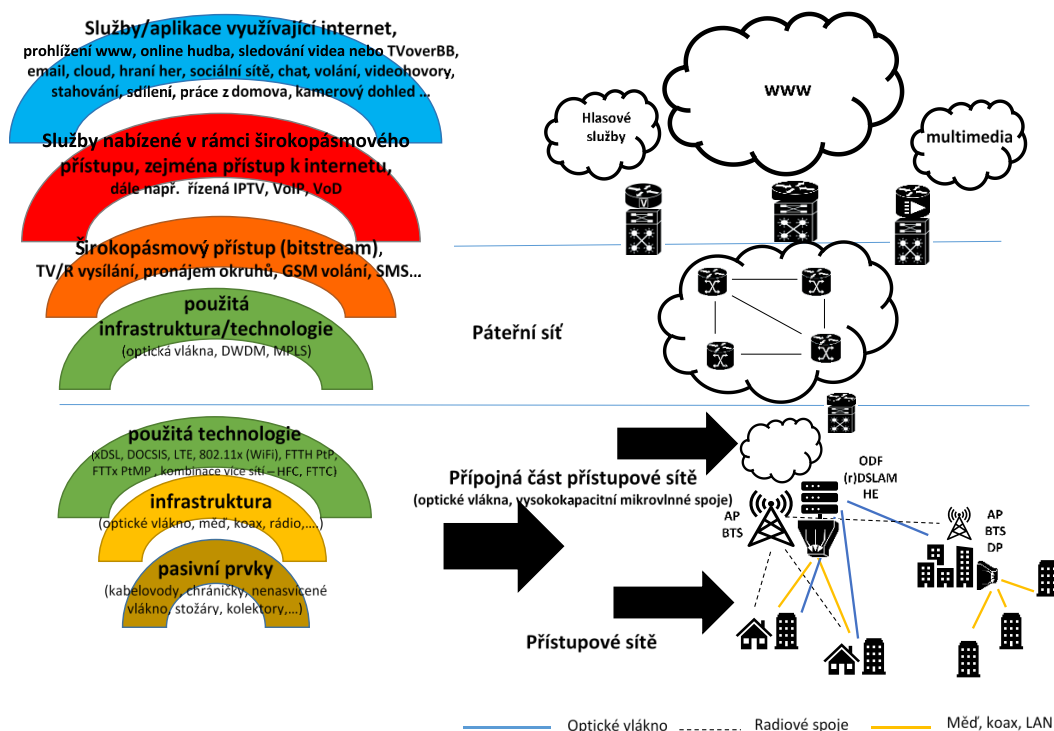 Služby/aplikace využívající internet,
prohlížení www, online hudba, sledování videa nebo TVoverBB,
email, cloud, hraní her, sociální sítě, chat, volání, videohovory,
stahování, sdílení, práce z domova, kamerový dohled ...
Služby nabízené v rámci širokopásmového
přístupu, zejména přístup k internetu,
dále např. řízená IPTV, VoIP, VoD
Širokopásmový přístup (bitstream),
TV/R vysílání, pronájem okruhů, GSM volání, SMS...
použitá
infrastruktura/technologie
(optická vlákna, DWDM, MPLS)
použitá technologie
(xDSL, DOCSIS, LTE, 802.11x (WiFi), FTTH PtP,
FTTx PtMP , kombinace více sítí – HFC, FTTC)
infrastruktura
(optické vlákno, měď, koax, rádio,....)
pasivní prvky
(kabelovody, chráničky, nenasvícené
vlákno, stožáry, kolektory,...)
www
Hlasové
služby
multimedia
V
Páteřní síť
Přípojná část přístupové sítě
(optické vlákna, vysokokapacitní mikrovlnné spoje)
ODF
(r)DSLAM
HE
AP
BTS
AP
BTS
DP
Přístupové sítě
Optické vlákno
Radiové spoje
Měď, koax, LAN